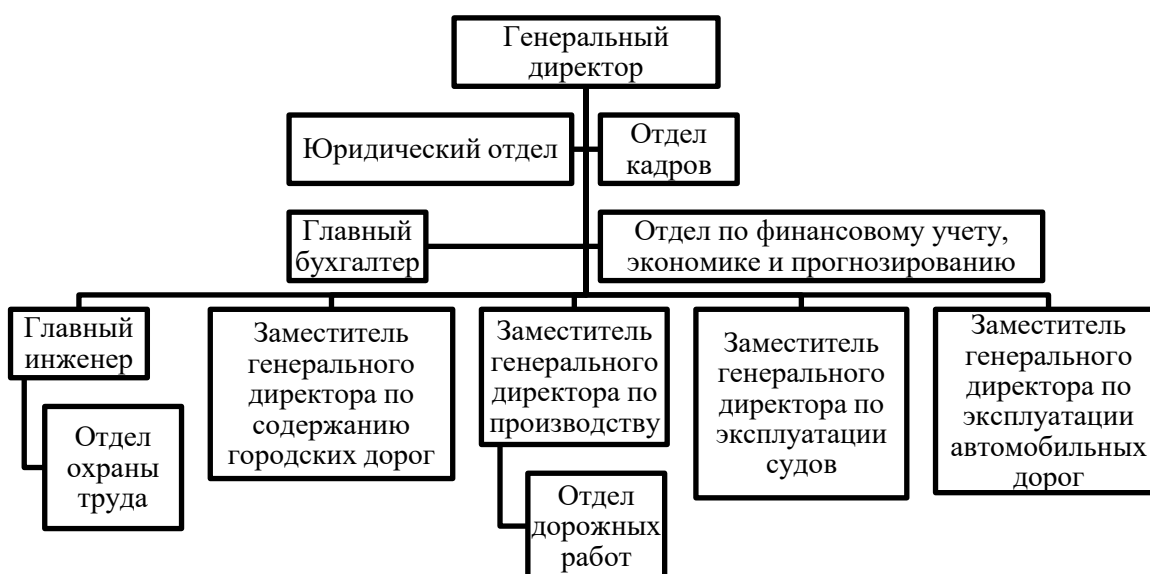 Генеральный
директор
Юридический отдел
Отдел
кадров
Главный
бухгалтер
Отдел по финансовому учету,
экономике и прогнозированию
Главный
инженер
Отдел
охраны
труда
Заместитель
генерального
директора по
содержанию
городских дорог
Заместитель
генерального
директора по
производству
Отдел
дорожных
работ
Заместитель
генерального
директора по
эксплуатации
судов
Заместитель
генерального
директора по
эксплуатации
автомобильных
дорог